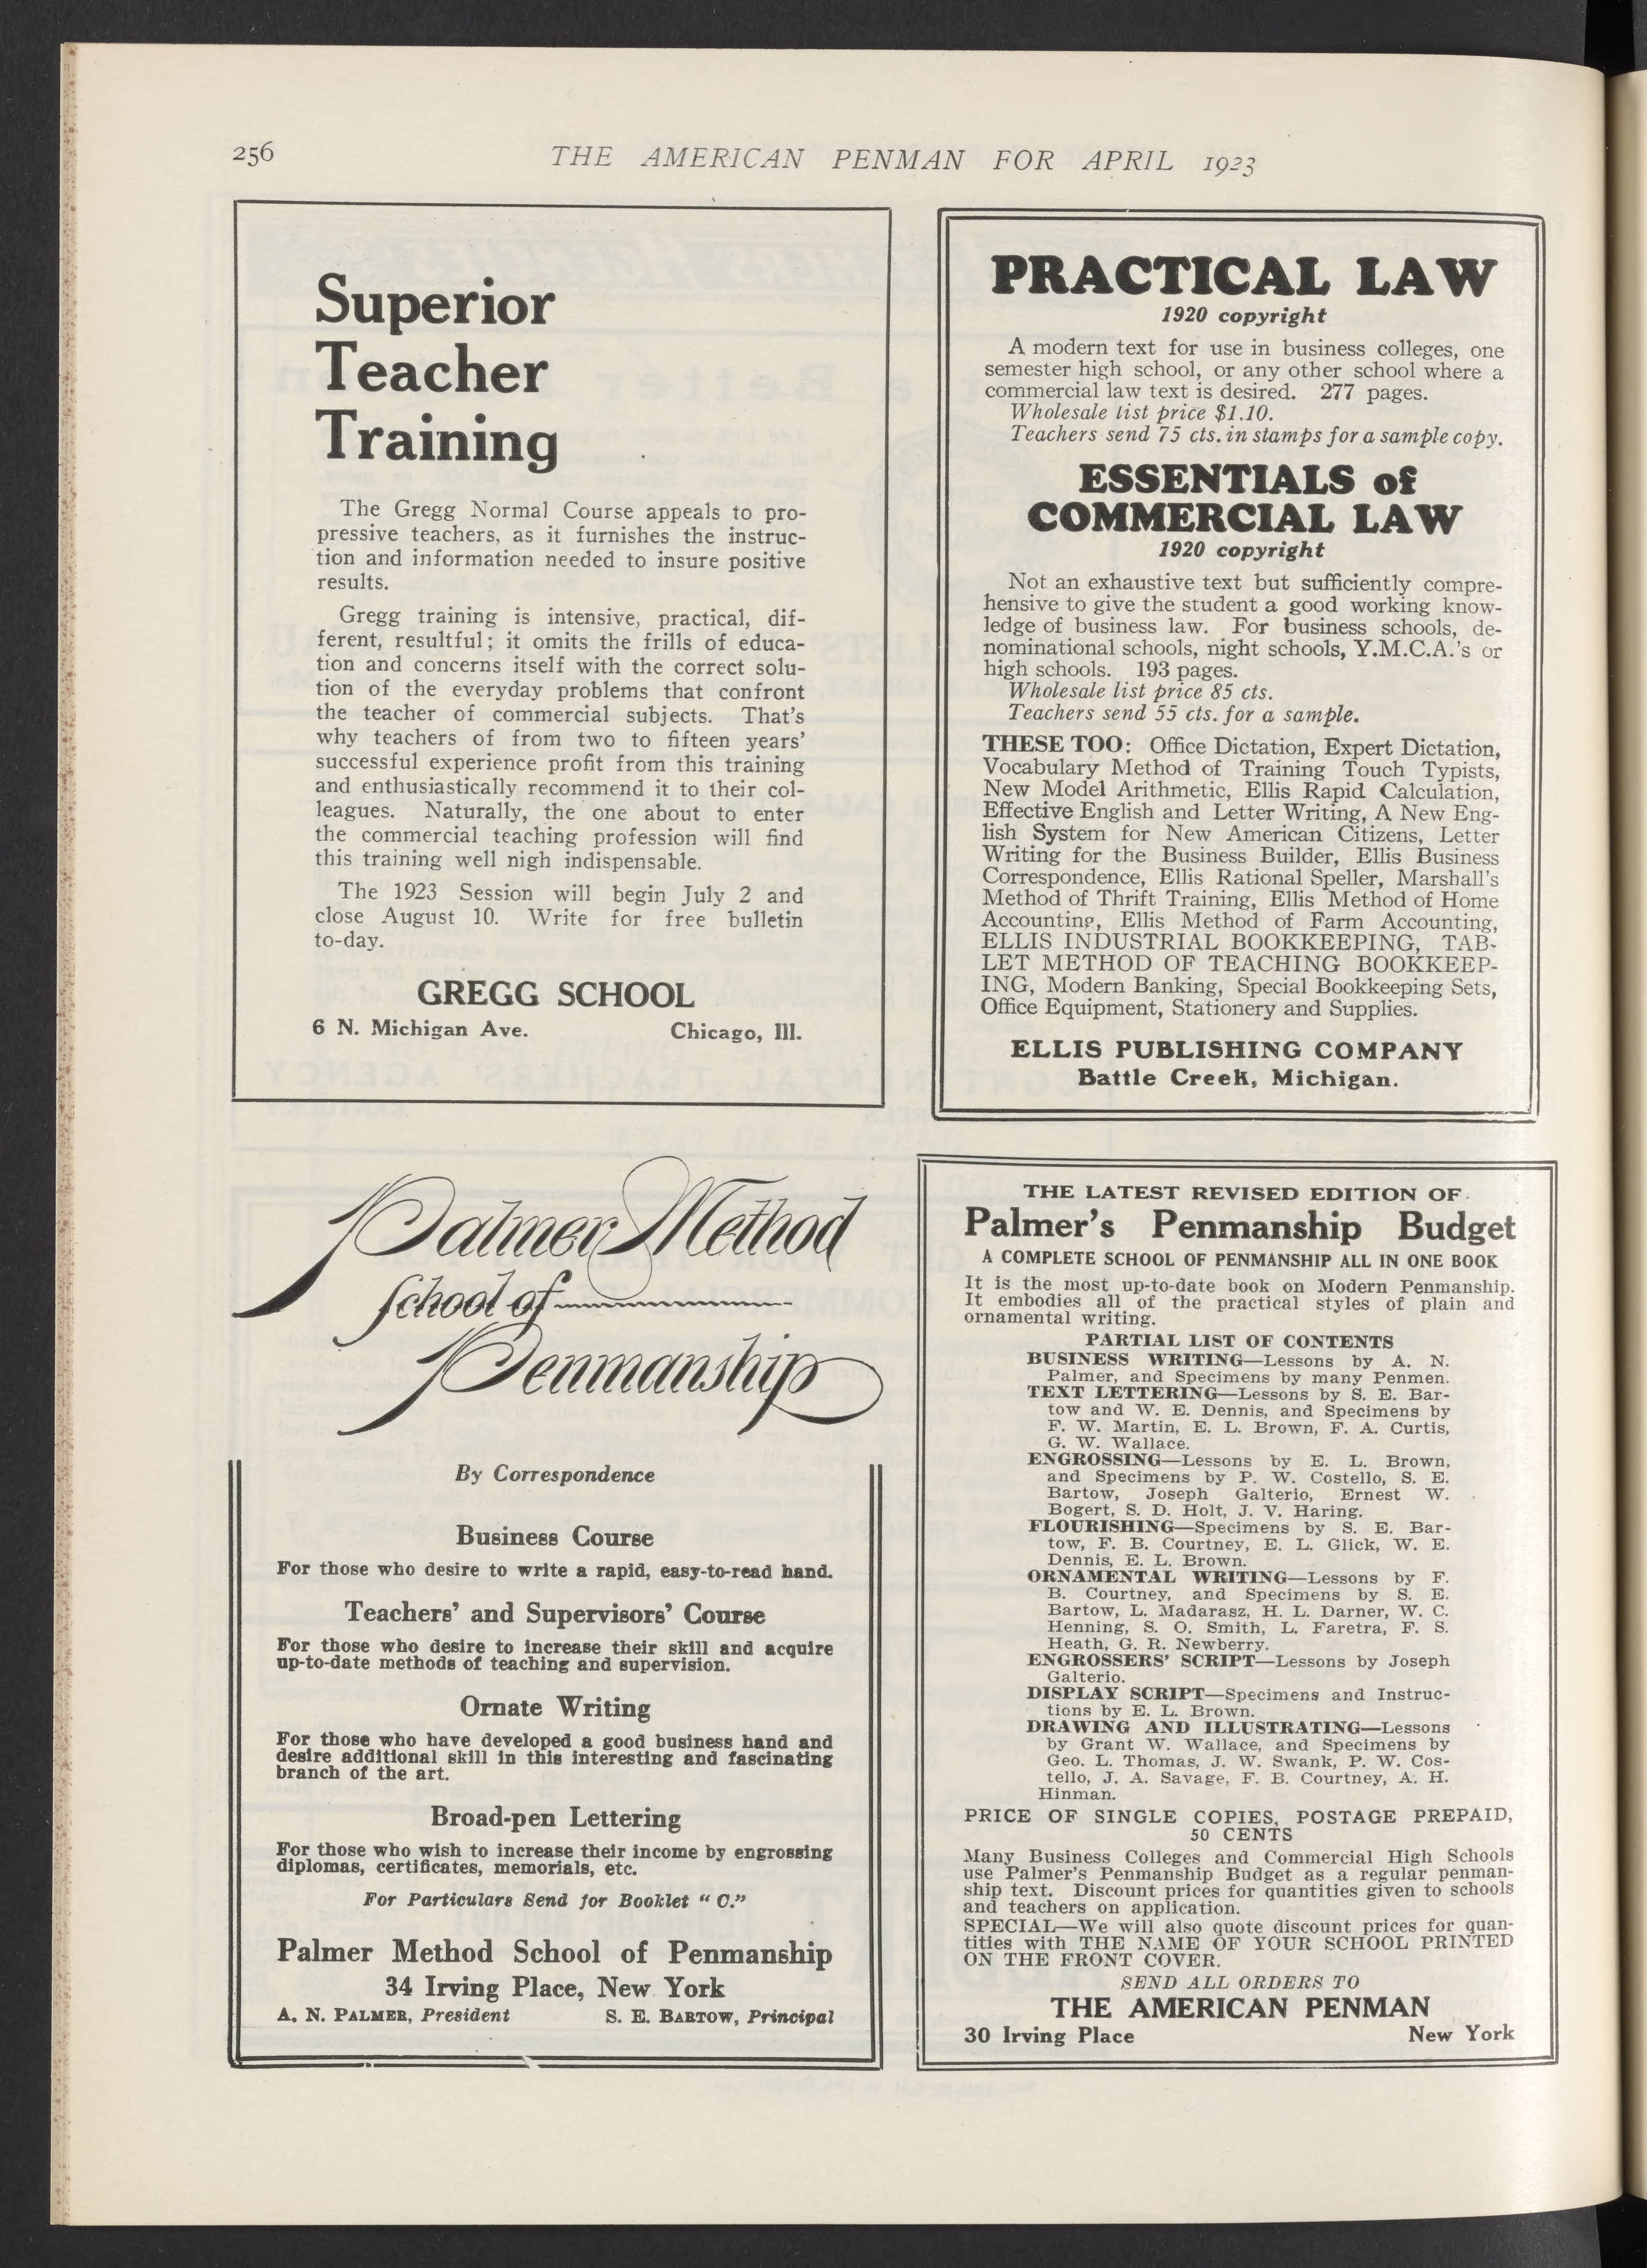 256
THE AMERICAN PENMAN FOR APRIL 1923
Superior
Teacher
Training
The Gregg Normal Course appeals to pro-
pressive teachers, as it furnishes the instruc-
tion and information needed to insure positive
results.
Gregg training is intensive, practical, dif-
ferent, resultful; it omits the frills of educa-
tion and concerns itself with the correct solu-
tion of the everyday problems that confront
the teacher of commercial subjects. That's
why teachers of from two to fifteen years'
successful experience profit from this training
and enthusiastically recommend it to their col-
leagues. Naturally, the one about to enter
the commercial teaching profession will find
this training well nigh indispensable.
The 1923 Session will begin July 2 and
close August 10. Write for free bulletin
to-day.
GREGG SCHOOL
6 N. Michigan Ave. Chicago, Ill.
PRACTICAL LAW
1920 copyright
A modern text for use in business colleges, one
semester high school, or any other school where a
commercial law text is desired. 277 pages.
Wholesale list price $1.10.
Teachers send 75 cts. in stamps for a sample copy.
ESSENTIALS of
COMMERCIAL LAW
1920 copyright
Not an exhaustive text but sufficiently compre-
hensive to give the student a good working know-
ledge of business law. For business schools, de-
nominational schools, night schools, Y.M.C.A.'s or
high schools. 193 pages.
Wholesale list price 85 cts.
Teachers send 55 cts. for a sample.
THESE TOO: Office Dictation, Expert Dictation,
Vocabulary Method of Training Touch Typists,
New Model Arithmetic, Ellis Rapid Calculation,
Effective English and Letter Writing, A New Eng-
lish System for New American Citizens, Letter
Writing for the Business Builder, Ellis Business
Correspondence, Ellis Rational Speller, Marshall's
Method of Thrift Training, Ellis Method of Home
Accounting, Ellis Method of Farm Accounting,
ELLIS INDUSTRIAL BOOKKEEPING, TAB-
LET METHOD OF TEACHING BOOKKEEP-
ING, Modern Banking, Special Bookkeeping Sets,
Office Equipment, Stationery and Supplies.
ELLIS PUBLISHING COMPANY
Battle Creek, Michigan.
Palmer Method
School of
Penmanship
By Correspondence
Business Course
For those who desire to write a rapid, easy-to-read hand.
Teachers' and Supervisors' Course
For those who desire to increase their skill and acquire
up-to-date methods of teaching and supervision.
Ornate Writing
For those who have developed a good business hand and
desire additional skill in this interesting and fascinating
branch of the art.
Broad-pen Lettering
For those who wish to increase their income by engrossing
diplomas, certificates, memorials, etc.
For Particulars Send for Booklet "C."
Palmer Method School of Penmanship
34 Irving Place, New York
A. N. PALMER, President S. E. BARTOW, Principal
THE LATEST REVISED EDITION OF
Palmer's Penmanship Budget
A COMPLETE SCHOOL OF PENMANSHIP ALL IN ONE BOOK
It is the most up-to-date book on Modern Penmanship.
It embodies all of the practical styles of plain and
ornamental writing.
PARTIAL LIST OF CONTENTS
BUSINESS WRITING—Lessons by A. N.
Palmer, and Specimens by many Penmen.
TEXT LETTERING—Lessons by S. E. Bar-
tow and W. E. Dennis, and Specimens by
F. W. Martin, E. L. Brown, F. A. Curtis,
G. W. Wallace.
ENGROSSING—Lessons by E. L. Brown,
and Specimens by P. W. Costello, S. E.
Bartow, Joseph Galterio, Ernest W.
Bogert, S. D. Holt, J. V. Haring.
FLOURISHING—Specimens by S. E. Bar-
tow, F. B. Courtney, E. L. Glick, W. E.
Dennis, E. L. Brown.
ORNAMENTAL WRITING—Lessons by F.
B. Courtney, and Specimens by S. E.
Bartow, L. Madarasz, H. L. Darner, W. C.
Henning, S. O. Smith, L. Faretra, F. S.
Heath, G. R. Newberry.
ENGROSSERS' SCRIPT—Lessons by Joseph
Galterio.
DISPLAY SCRIPT—Specimens and Instruc-
tions by E. L. Brown.
DRAWING AND ILLUSTRATING—Lessons
by Grant W. Wallace, and Specimens by
Geo. L. Thomas, J. W. Swank, P. W. Cos-
tello, J. A. Savage, F. B. Courtney, A. H.
Hinman.
PRICE OF SINGLE COPIES, POSTAGE PREPAID,
50 CENTS
Many Business Colleges and Commercial High Schools
use Palmer's Penmanship Budget as a regular penman-
ship text. Discount prices for quantities given to schools
and teachers on application.
SPECIAL—We will also quote discount prices for quan-
tities with THE NAME OF YOUR SCHOOL PRINTED
ON THE FRONT COVER.
SEND ALL ORDERS TO
THE AMERICAN PENMAN
30 Irving Place New York